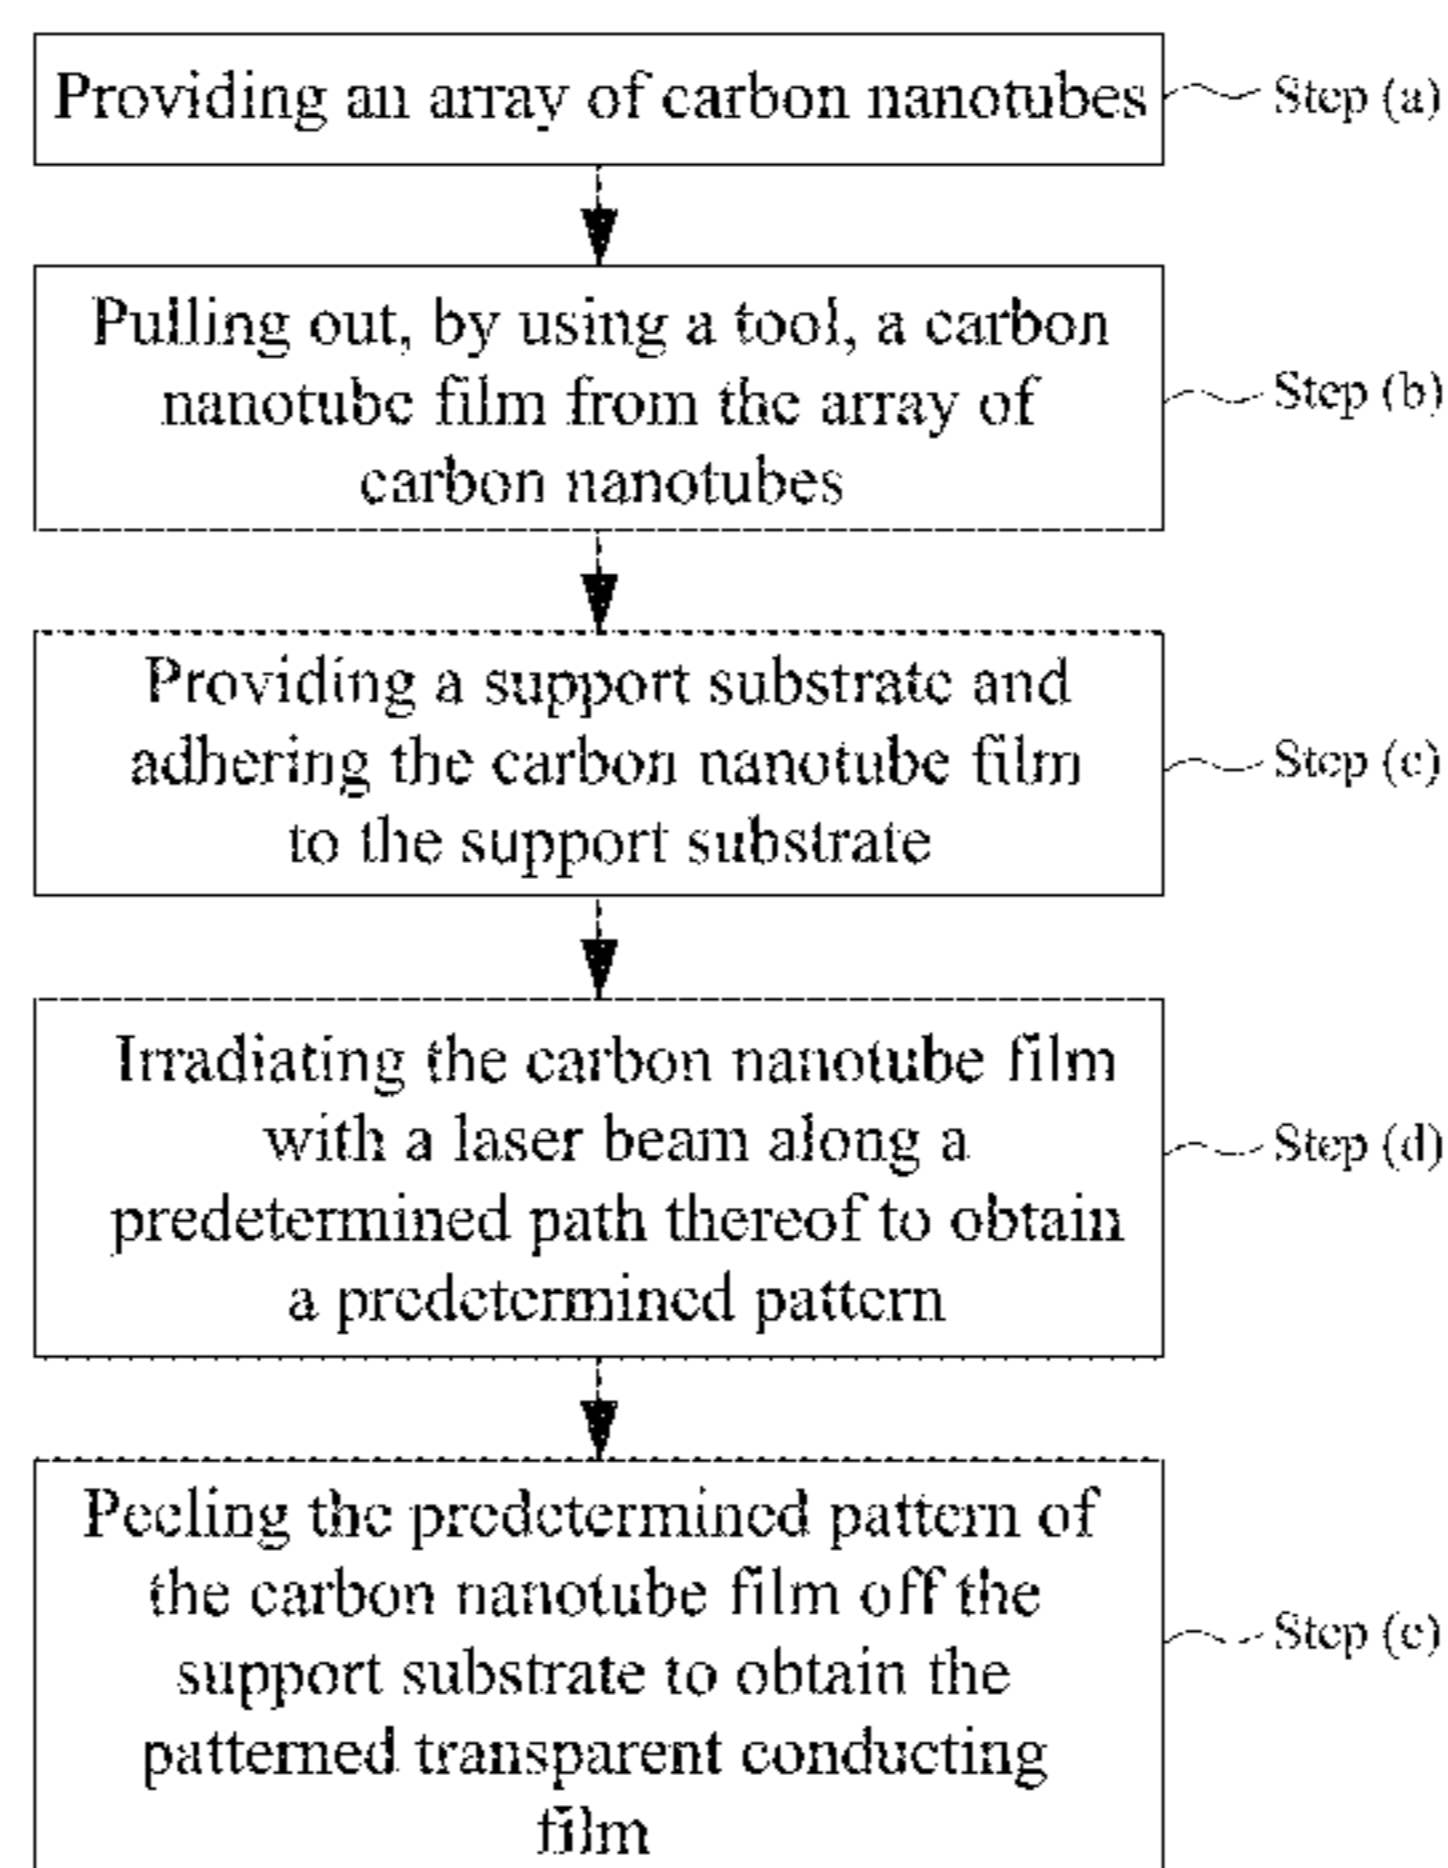 Providing an array of carbon nanotubes
Step (a)
Pulling out, by using a tool, a carbon
nanotube film from the array of
carbon nanotubes
Step (b)
Providing a support substrate and
adhering the carbon nanotube film
to the support substrate
Step (c)
Irradiating the carbon nanotube film
with a laser beam along a
predetermined path thereof to obtain
a predetermined pattern
Step (d)
Peeling the predetermined pattern of
the carbon nanotube film off the
support substrate to obtain the
patterned transparent conducting
film
Step (e)